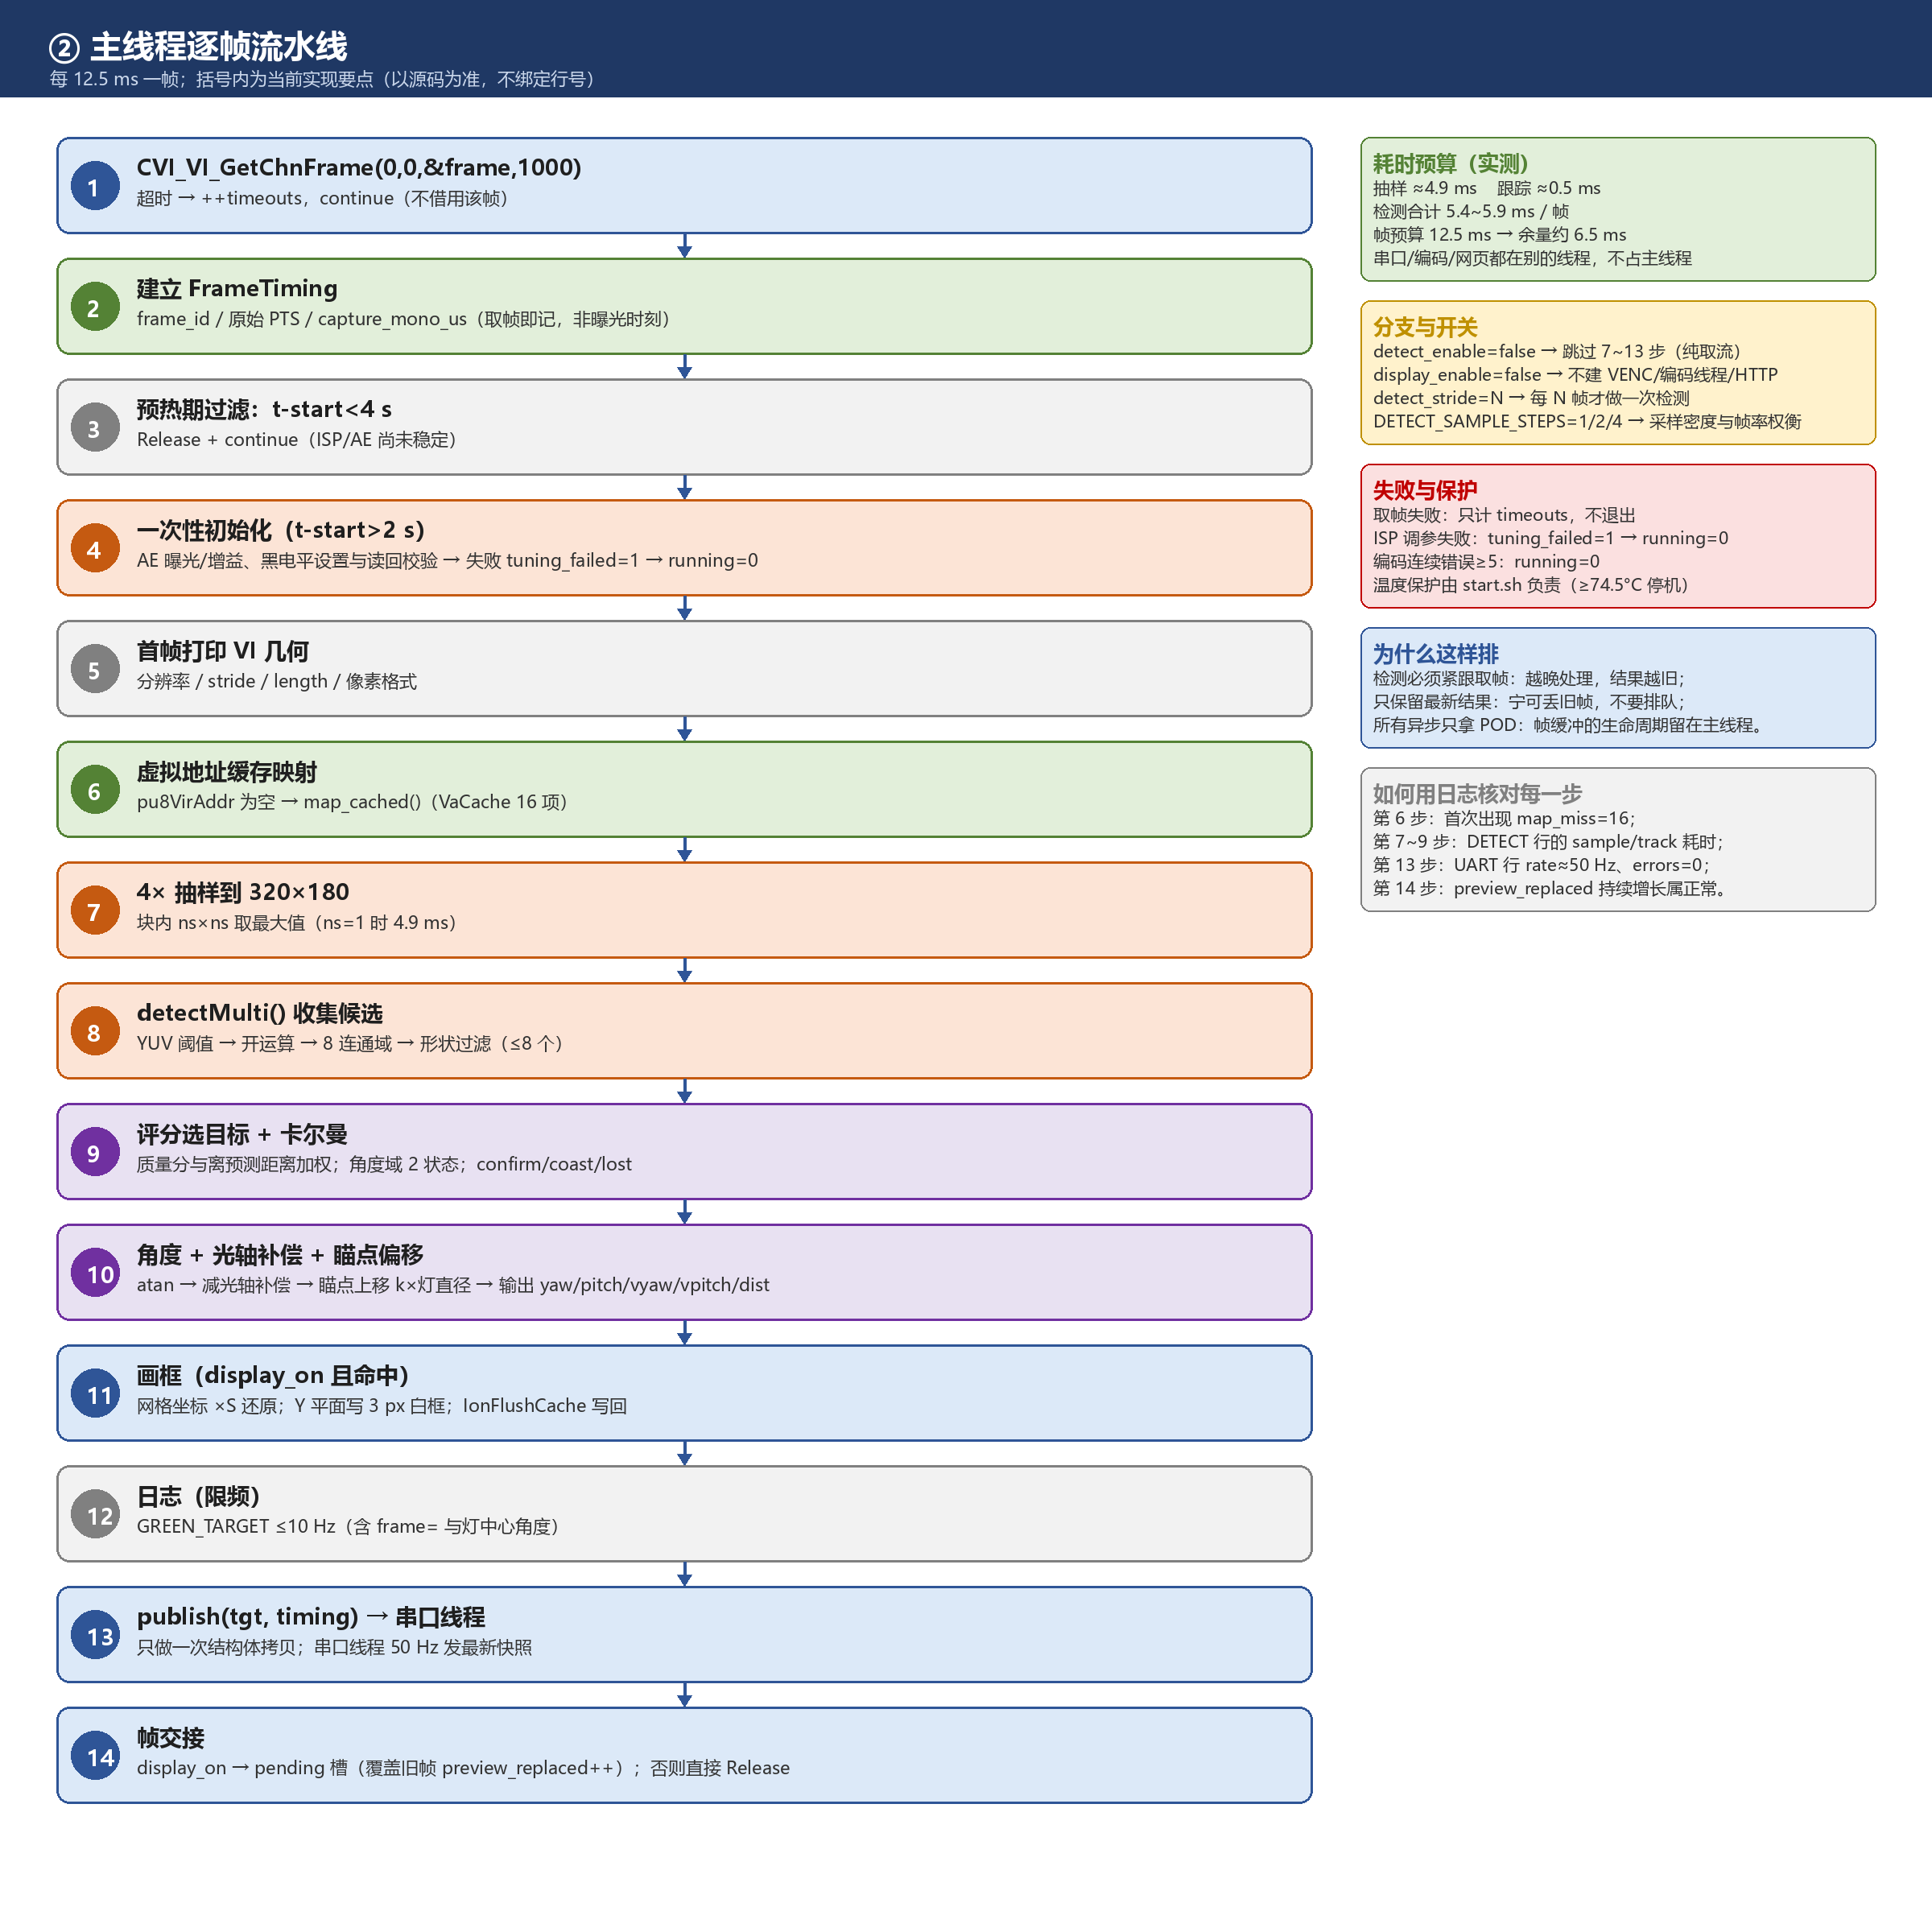 ② 主线程逐帧流水线
每 12.5 ms 一帧；括号内为当前实现要点（以源码为准，不绑定行号）
1
CVI_VI_GetChnFrame(0,0,&frame,1000)
超时 → ++timeouts，continue（不借用该帧）
2
建立 FrameTiming
frame_id / 原始 PTS / capture_mono_us（取帧即记，非曝光时刻）
3
预热期过滤：t-start<4 s
Release + continue（ISP/AE 尚未稳定）
4
一次性初始化（t-start>2 s）
AE 曝光/增益、黑电平设置与读回校验 → 失败 tuning_failed=1 → running=0
5
首帧打印 VI 几何
分辨率 / stride / length / 像素格式
6
虚拟地址缓存映射
pu8VirAddr 为空 → map_cached()（VaCache 16 项）
7
4× 抽样到 320×180
块内 ns×ns 取最大值（ns=1 时 4.9 ms）
8
detectMulti() 收集候选
YUV 阈值 → 开运算 → 8 连通域 → 形状过滤（≤8 个）
9
评分选目标 + 卡尔曼
质量分与离预测距离加权；角度域 2 状态；confirm/coast/lost
10
角度 + 光轴补偿 + 瞄点偏移
atan → 减光轴补偿 → 瞄点上移 k×灯直径 → 输出 yaw/pitch/vyaw/vpitch/dist
11
画框（display_on 且命中）
网格坐标 ×S 还原；Y 平面写 3 px 白框；IonFlushCache 写回
12
日志（限频）
GREEN_TARGET ≤10 Hz（含 frame= 与灯中心角度）
13
publish(tgt, timing) → 串口线程
只做一次结构体拷贝；串口线程 50 Hz 发最新快照
14
帧交接
display_on → pending 槽（覆盖旧帧 preview_replaced++）；否则直接 Release
耗时预算（实测）
抽样 ≈4.9 ms 跟踪 ≈0.5 ms
检测合计 5.4~5.9 ms / 帧
帧预算 12.5 ms → 余量约 6.5 ms
串口/编码/网页都在别的线程，不占主线程
分支与开关
detect_enable=false → 跳过 7~13 步（纯取流）
display_enable=false → 不建 VENC/编码线程/HTTP
detect_stride=N → 每 N 帧才做一次检测
DETECT_SAMPLE_STEPS=1/2/4 → 采样密度与帧率权衡
失败与保护
取帧失败：只计 timeouts，不退出
ISP 调参失败：tuning_failed=1 → running=0
编码连续错误≥5：running=0
温度保护由 start.sh 负责（≥74.5°C 停机）
为什么这样排
检测必须紧跟取帧：越晚处理，结果越旧；
只保留最新结果：宁可丢旧帧，不要排队；
所有异步只拿 POD：帧缓冲的生命周期留在主线程。
如何用日志核对每一步
第 6 步：首次出现 map_miss=16；
第 7~9 步：DETECT 行的 sample/track 耗时；
第 13 步：UART 行 rate≈50 Hz、errors=0；
第 14 步：preview_replaced 持续增长属正常。